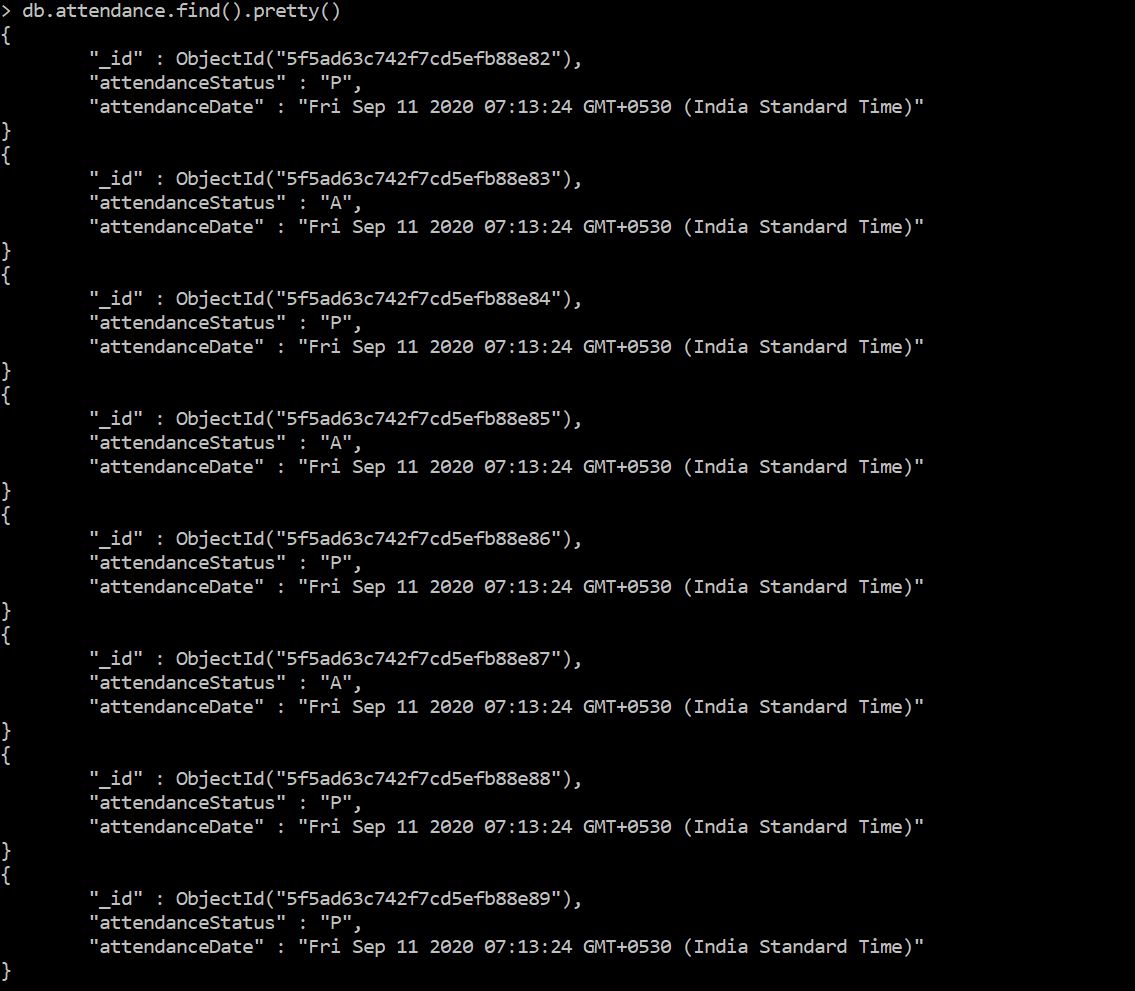 > db.attendance.find().pretty()
{
        "_id" : ObjectId("5f5ad63c742f7cd5efb88e82"),
        "attendanceStatus" : "P",
        "attendanceDate" : "Fri Sep 11 2020 07:13:24 GMT+0530 (India Standard Time)"
}
{
        "_id" : ObjectId("5f5ad63c742f7cd5efb88e83"),
        "attendanceStatus" : "A",
        "attendanceDate" : "Fri Sep 11 2020 07:13:24 GMT+0530 (India Standard Time)"
}
{
        "_id" : ObjectId("5f5ad63c742f7cd5efb88e84"),
        "attendanceStatus" : "P",
        "attendanceDate" : "Fri Sep 11 2020 07:13:24 GMT+0530 (India Standard Time)"
}
{
        "_id" : ObjectId("5f5ad63c742f7cd5efb88e85"),
        "attendanceStatus" : "A",
        "attendanceDate" : "Fri Sep 11 2020 07:13:24 GMT+0530 (India Standard Time)"
}
{
        "_id" : ObjectId("5f5ad63c742f7cd5efb88e86"),
        "attendanceStatus" : "P",
        "attendanceDate" : "Fri Sep 11 2020 07:13:24 GMT+0530 (India Standard Time)"
}
{
        "_id" : ObjectId("5f5ad63c742f7cd5efb88e87"),
        "attendanceStatus" : "A",
        "attendanceDate" : "Fri Sep 11 2020 07:13:24 GMT+0530 (India Standard Time)"
}
{
        "_id" : ObjectId("5f5ad63c742f7cd5efb88e88"),
        "attendanceStatus" : "P",
        "attendanceDate" : "Fri Sep 11 2020 07:13:24 GMT+0530 (India Standard Time)"
}
{
        "_id" : ObjectId("5f5ad63c742f7cd5efb88e89"),
        "attendanceStatus" : "P",
        "attendanceDate" : "Fri Sep 11 2020 07:13:24 GMT+0530 (India Standard Time)"
}